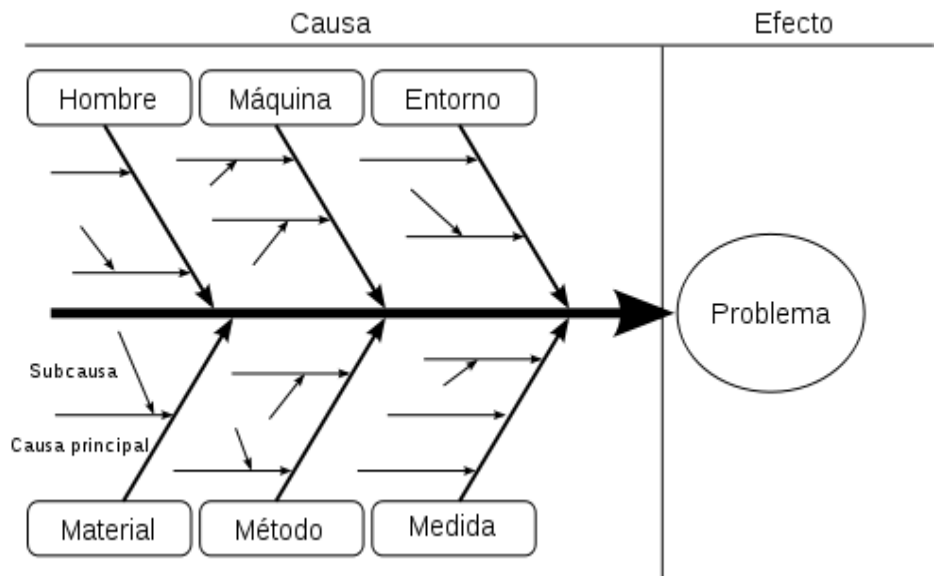 Causa
Efecto
Hombre
Máquina
Entorno
Problema
Subcausa
Causa principal
Material
Método
Medida